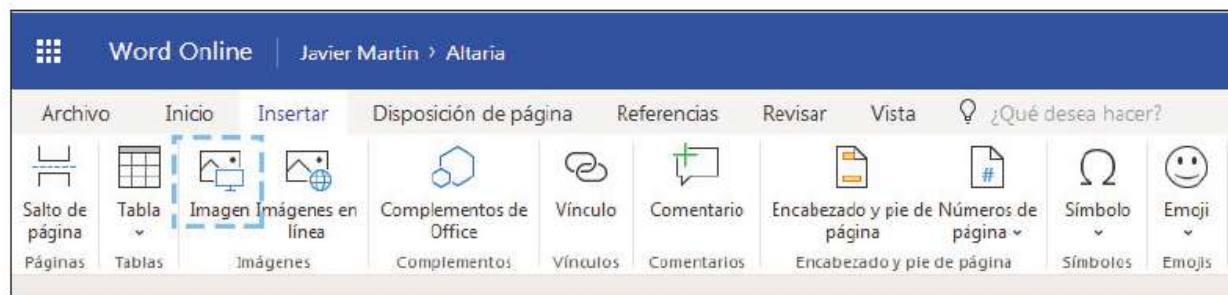 Word Online | Javier Martin > Altaria
Archivo Inicio Insertar Disposición de página Referencias Revisar Vista ¿Qué desea hacer?
Salto de página Tabla Imagen Imágenes en línea Complementos de Office Vínculo Comentario Encabezado y pie de página # Números de página Símbolo Emoji
Páginas Tablas Imágenes Complementos Vínculos Comentarios Encabezado y pie de página Símbolos Emojis